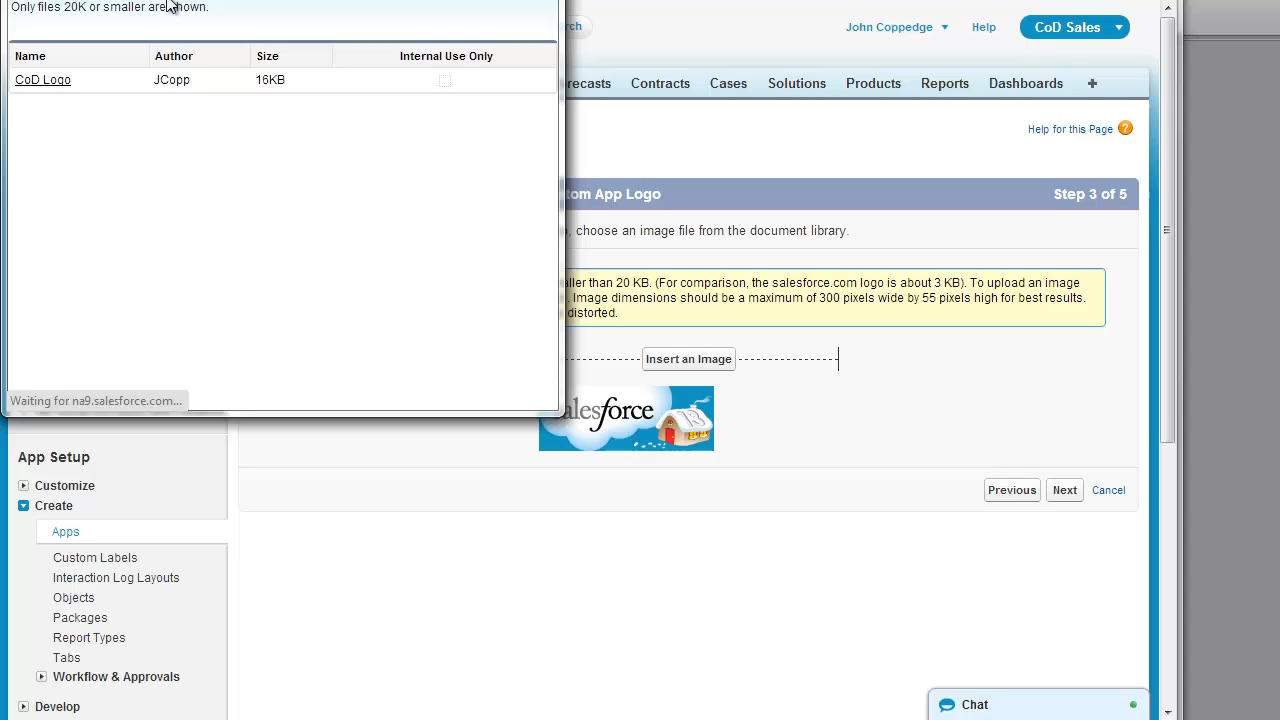 Only files 20K or smaller are shown.
Name Author Size Internal Use Only
CoD Logo JCopp 16KB
Waiting for na9.salesforce.com...
rch John Coppedge Help CoD Sales
recasts Contracts Cases Solutions Products Reports Dashboards +
Help for this Page ?
tom App Logo Step 3 of 5
, choose an image file from the document library.
aller than 20 KB. (For comparison, the salesforce.com logo is about 3 KB). To upload an image
. Image dimensions should be a maximum of 300 pixels wide by 55 pixels high for best results.
distorted.
Insert an Image
salesforce
Previous Next Cancel
App Setup
Customize
Create
Apps
Custom Labels
Interaction Log Layouts
Objects
Packages
Report Types
Tabs
Workflow & Approvals
Develop
Chat